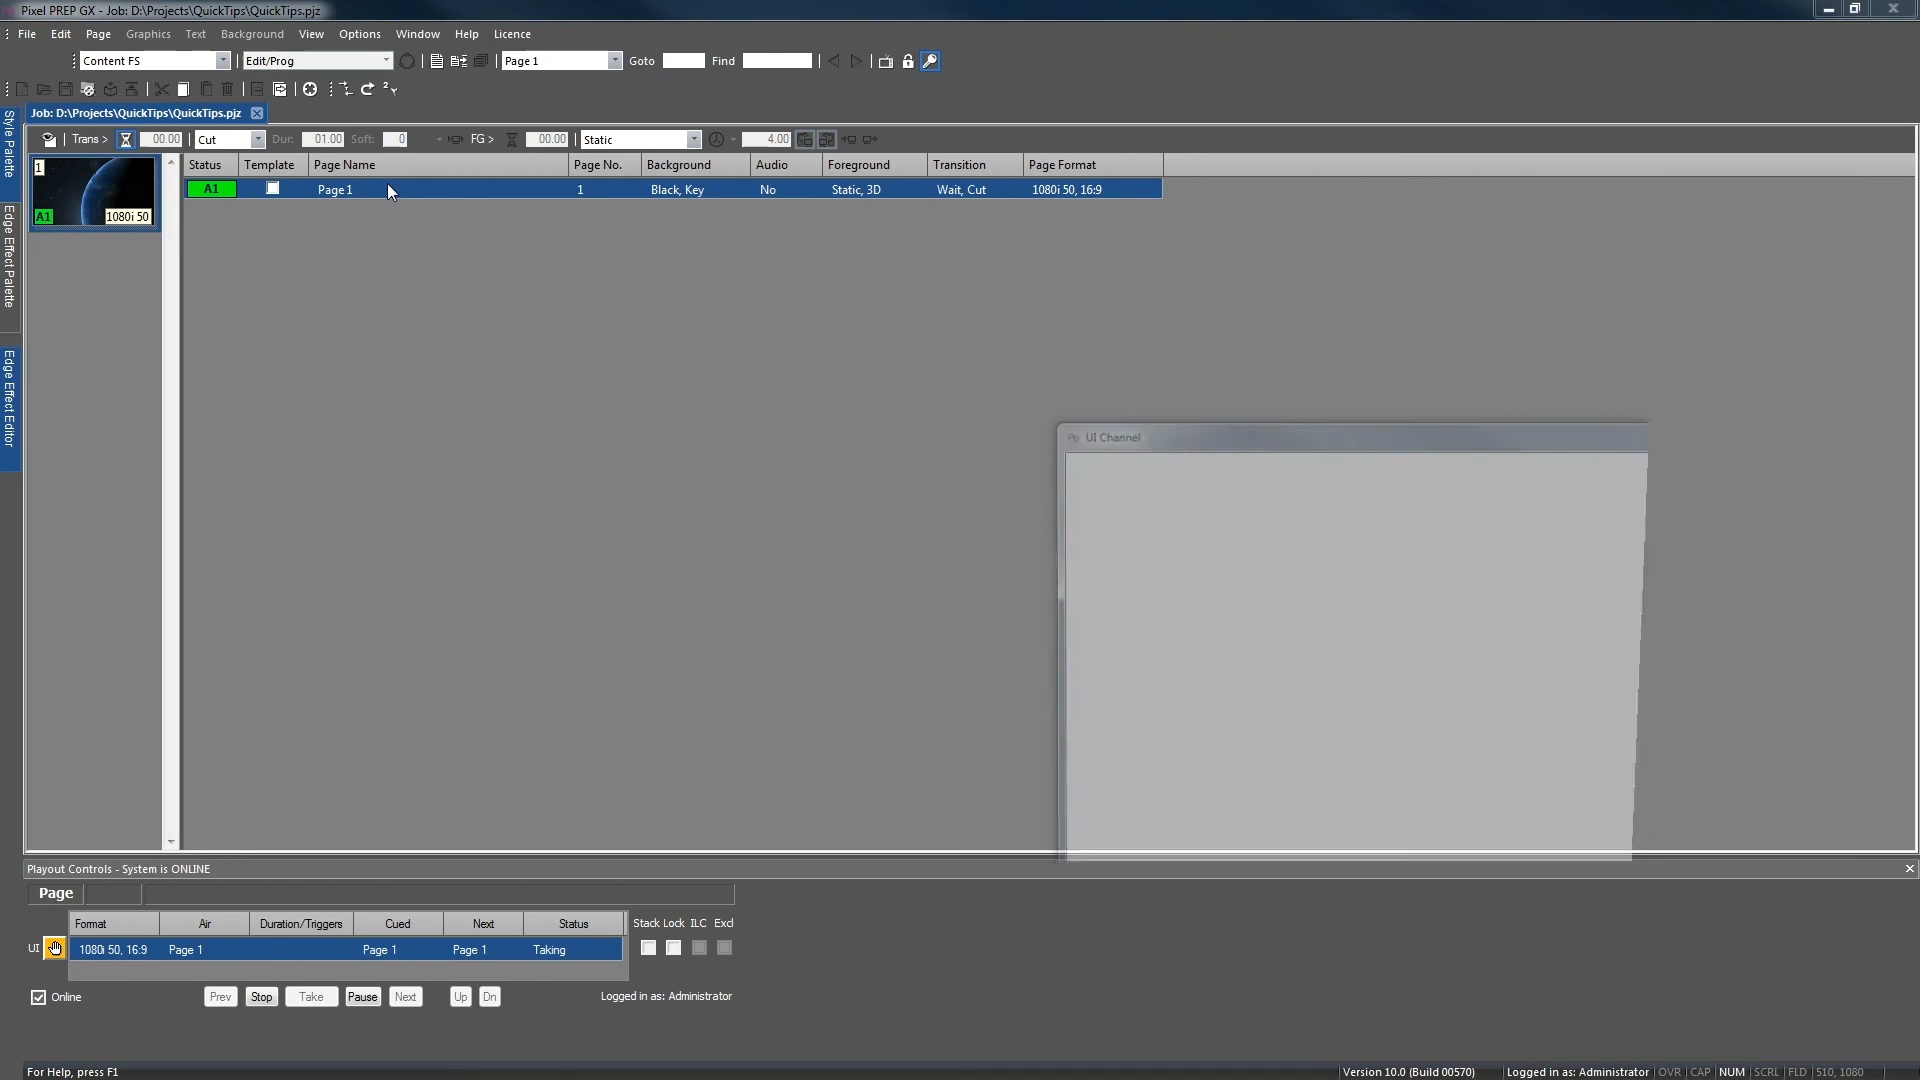 Pixel PREP GX - Job: D:\Projects\QuickTips\QuickTips.pjz
File Edit Page Graphics Text Background View Options Window Help Licence
Content FS Edit/Prog Page 1 Goto Find
Job: D:\Projects\QuickTips\QuickTips.pjz
Trans > 00.00 Cut Dur: 01.00 Soft: 0 FG > 00.00 Static 4.00
Status Template Page Name Page No. Background Audio Foreground Transition Page Format
A1 Page 1 1 Black, Key No Static, 3D Wait, Cut 1080i 50, 16:9
1
A1 1080i 50
Style Palette
Edge Effect Palette
Edge Effect Editor
Pp UI Channel
Playout Controls - System is ONLINE
Page
Format Air Duration/Triggers Cued Next Status Stack Lock ILC Excl
UI 1080i 50, 16:9 Page 1 Page 1 Page 1 Taking
Online Prev Stop Take Pause Next Up Dn Logged in as: Administrator
For Help, press F1 Version 10.0 (Build 00570) Logged in as: Administrator OVR CAP NUM SCRL FLD 510, 1080